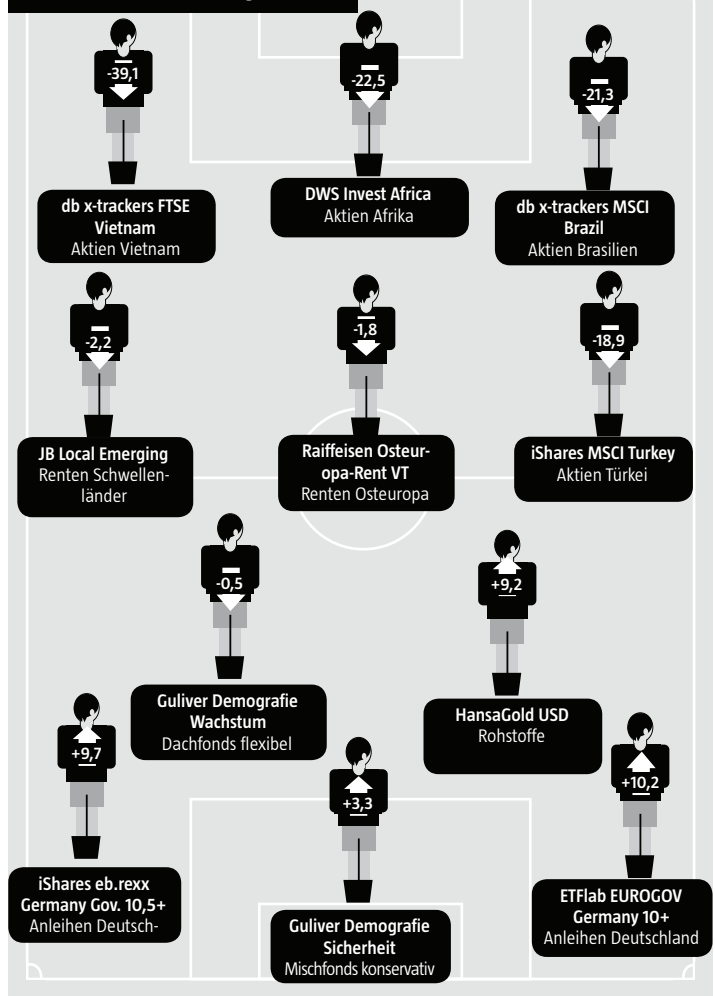 -39,1
-22,5
-21,3
db x-trackers FTSE
Vietnam
Aktien Vietnam
DWS Invest Africa
Aktien Afrika
db x-trackers MSCI
Brazil
Aktien Brasilien
-2,2
-1,8
-18,9
JB Local Emerging
Renten Schwellen-
länder
Raiffeisen Osteur-
opa-Rent VT
Renten Osteuropa
iShares MSCI Turkey
Aktien Türkei
-0,5
+9,2
Guliver Demografie
Wachstum
Dachfonds flexibel
HansaGold USD
Rohstoffe
+9,7
+3,3
+10,2
iShares eb.rexx
Germany Gov. 10,5+
Anleihen Deutsch-
Guliver Demografie
Sicherheit
Mischfonds konservativ
ETFlab EUROGOV
Germany 10+
Anleihen Deutschland